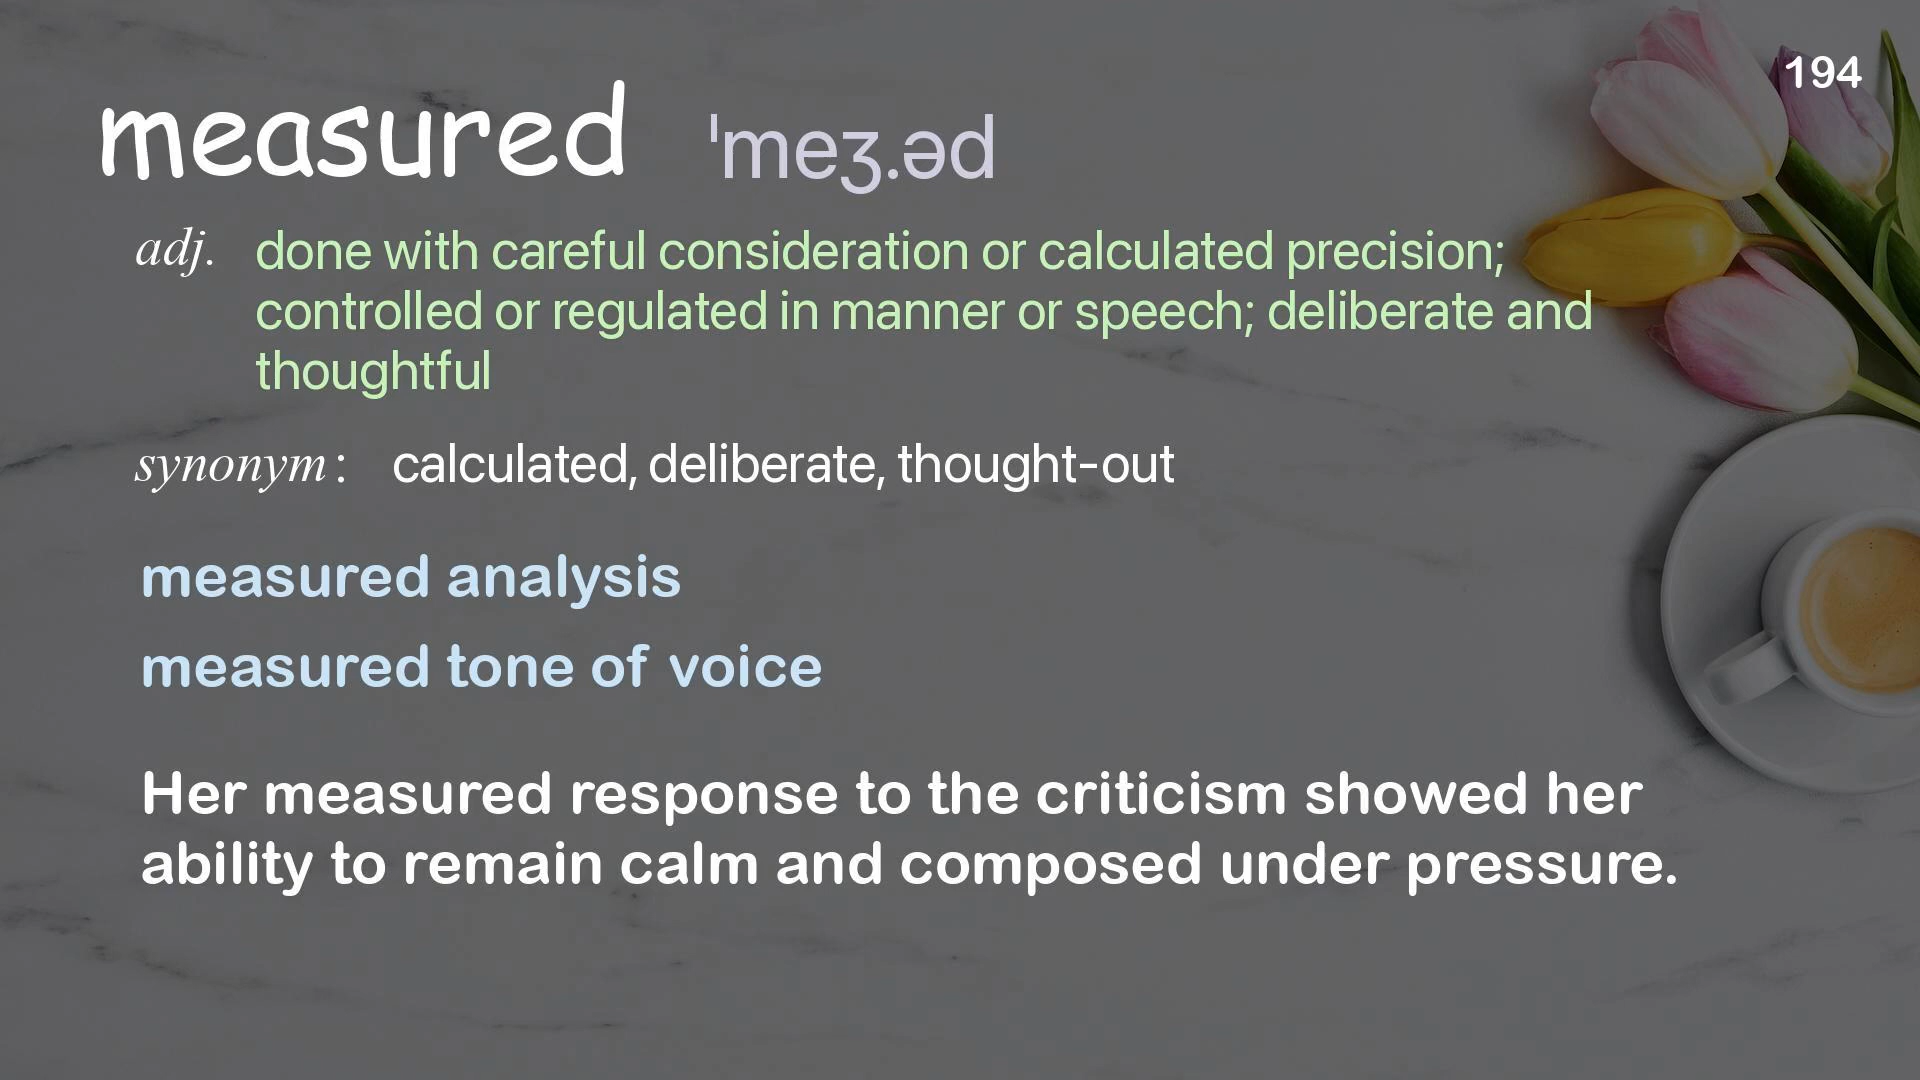 194
measured ˈmeʒ.əd
adj. done with careful consideration or calculated precision;
controlled or regulated in manner or speech; deliberate and
thoughtful
synonym : calculated, deliberate, thought-out
measured analysis
measured tone of voice
Her measured response to the criticism showed her
ability to remain calm and composed under pressure.